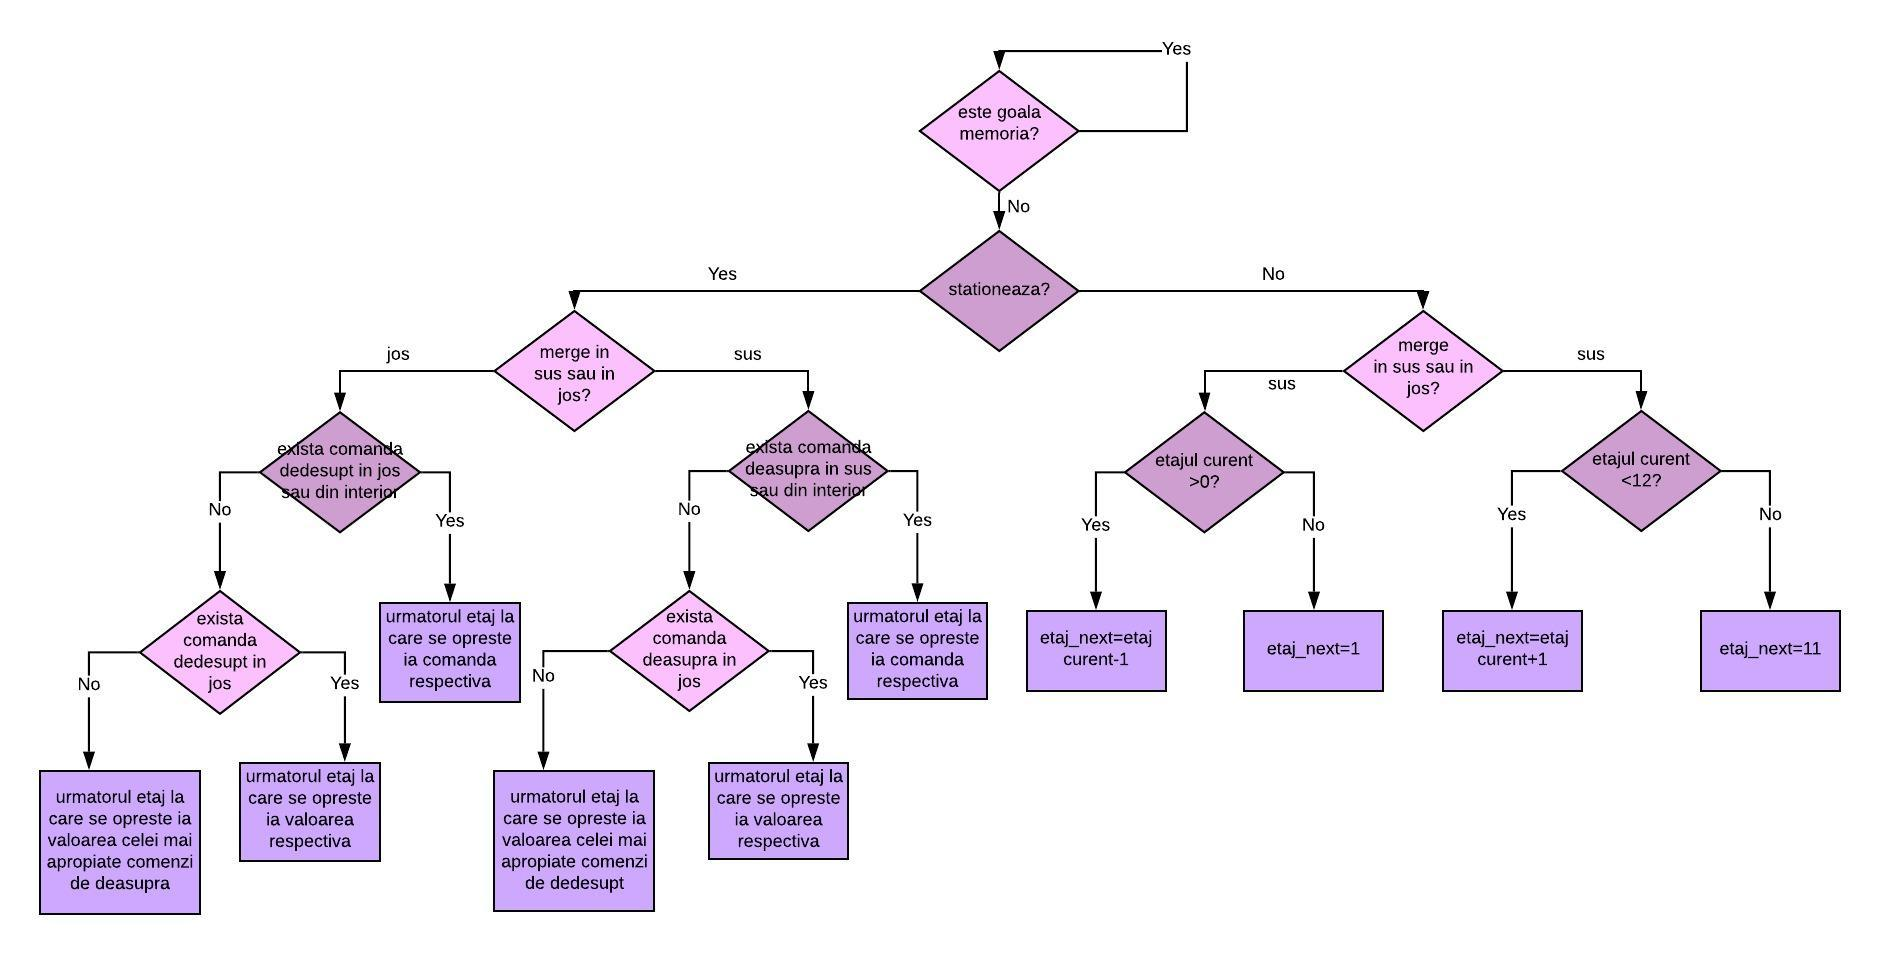 Yes
este goala
memoria?
No
stationeaza?
Yes
No
merge in
sus sau in
jos?
merge
in sus sau in
jos?
jos
sus
sus
sus
exista comanda
dedesupt in jos
sau din interior
exista comanda
deasupra in sus
sau din interior
etajul curent
>0?
etajul curent
<12?
No
Yes
No
Yes
Yes
No
Yes
No
exista
comanda
dedesupt in
jos
urmatorul etaj la
care se opreste
ia comanda
respectiva
exista
comanda
deasupra in
jos
urmatorul etaj la
care se opreste
ia comanda
respectiva
etaj_next=etaj
curent-1
etaj_next=1
etaj_next=etaj
curent+1
etaj_next=11
No
Yes
No
Yes
urmatorul etaj la
care se opreste ia
valoarea celei mai
apropiate comenzi
de deasupra
urmatorul etaj la
care se opreste
ia valoarea
respectiva
urmatorul etaj la
care se opreste ia
valoarea celei mai
apropiate comenzi
de dedesupt
urmatorul etaj la
care se opreste
ia valoarea
respectiva